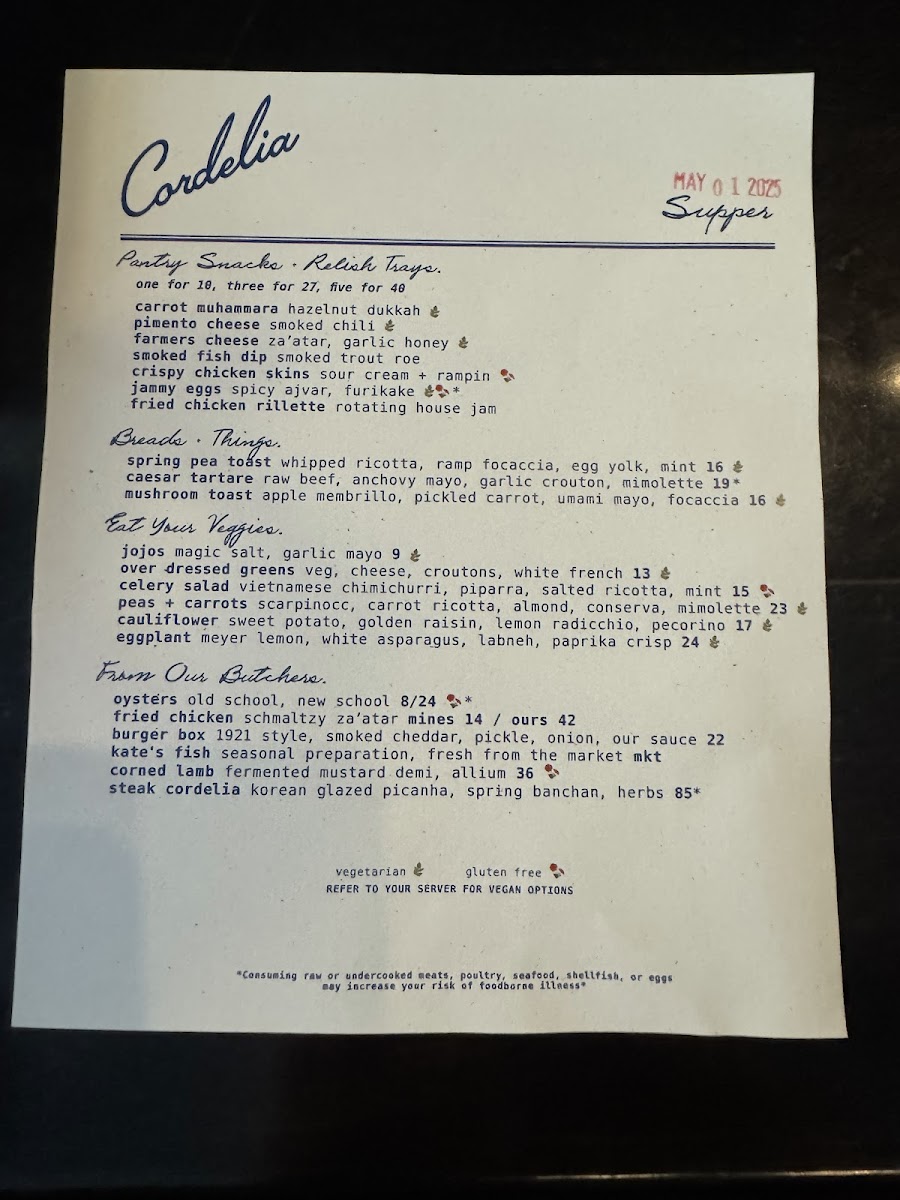 Cordelia
MAY 01 2025
Supper
Pantry Snacks · Relish Trays.
one for 10, three for 27, five for 40
carrot muhammara hazelnut dukkah
pimento cheese smoked chili
farmers cheese za'atar, garlic honey
smoked fish dip smoked trout roe
crispy chicken skins sour cream + rampin
jammy eggs spicy ajvar, furikake *
fried chicken rillette rotating house jam
Breads · Things.
spring pea toast whipped ricotta, ramp focaccia, egg yolk, mint 16
caesar tartare raw beef, anchovy mayo, garlic crouton, mimolette 19*
mushroom toast apple membrillo, pickled carrot, umami mayo, focaccia 16
Eat Your Veggies.
jojos magic salt, garlic mayo 9
over dressed greens veg, cheese, croutons, white french 13
celery salad vietnamese chimichurri, piparra, salted ricotta, mint 15
peas + carrots scarpinocc, carrot ricotta, almond, conserva, mimolette 23
cauliflower sweet potato, golden raisin, lemon radicchio, pecorino 17
eggplant meyer lemon, white asparagus, labneh, paprika crisp 24
From Our Butchers.
oysters old school, new school 8/24 *
fried chicken schmaltzy za'atar mines 14 / ours 42
burger box 1921 style, smoked cheddar, pickle, onion, our sauce 22
kate's fish seasonal preparation, fresh from the market mkt
corned lamb fermented mustard demi, allium 36
steak cordelia korean glazed picanha, spring banchan, herbs 85*
vegetarian gluten free
REFER TO YOUR SERVER FOR VEGAN OPTIONS
*Consuming raw or undercooked meats, poultry, seafood, shellfish, or eggs
may increase your risk of foodborne illness*